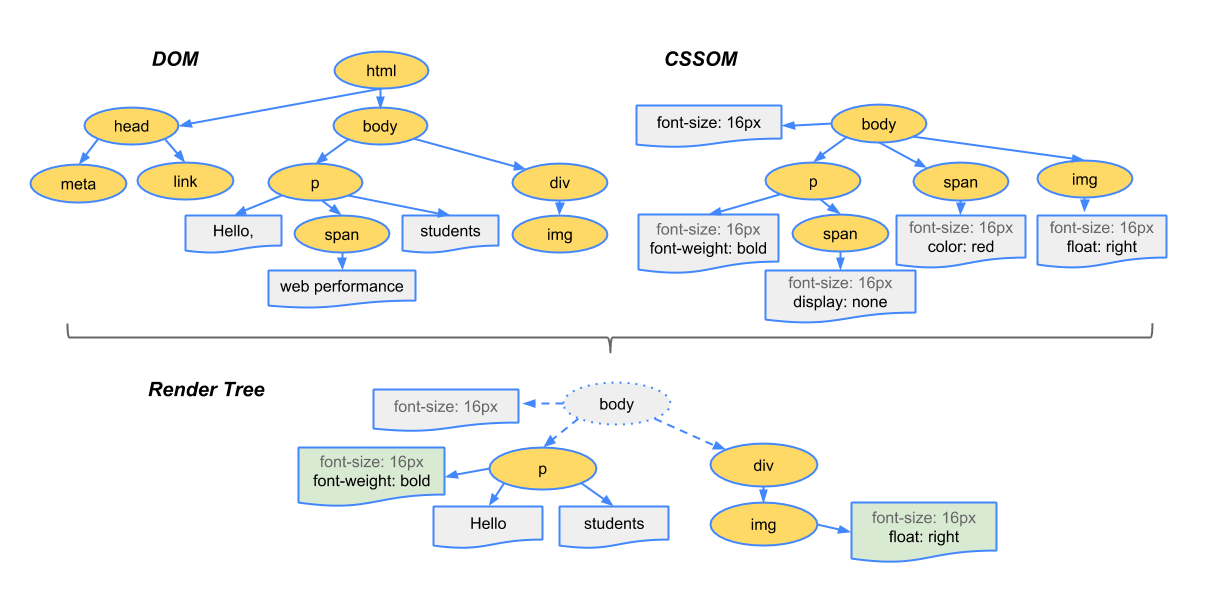 DOM
CSSOM
html
head
body
meta
link
p
div
Hello,
span
students
img
web performance
font-size: 16px
body
p
span
img
font-size: 16px
font-weight: bold
span
font-size: 16px
color: red
font-size: 16px
float: right
font-size: 16px
display: none
Render Tree
font-size: 16px
body
font-size: 16px
font-weight: bold
p
div
Hello
students
img
font-size: 16px
float: right